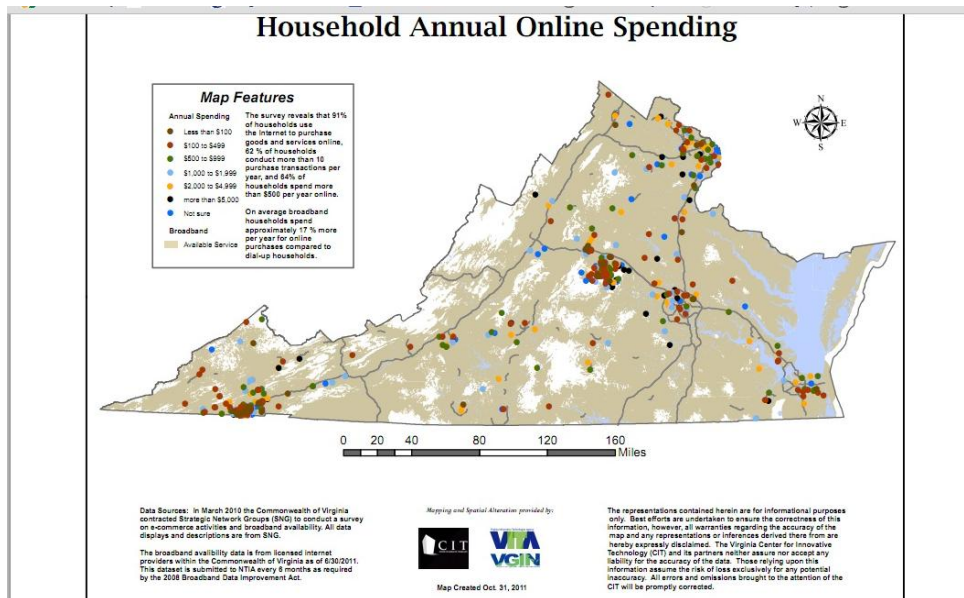 Household Annual Online Spending
Map Features
Annual Spending
Less than $100
$100 to $499
$500 to $999
$1,000 to $1,999
$2,000 to $4,999
more than $5,000
Not sure
Broadband
Available Service
The survey reveals that 91%
of households use
the Internet to purchase
goods and services online,
62 % of households
conduct more than 10
purchase transactions per
year, and 64% of
households spend more
than $500 per year online.
On average broadband
households spend
approximately 17 % more
per year for online
purchases compared to
dial-up households.
N
W E
S
0 20 40 80 120 160
Miles
Data Sources: In March 2010 the Commonwealth of Virginia
contracted Strategic Network Groups (SNG) to conduct a survey
on e-commerce activities and broadband availability. All data
displays and descriptions are from SNG.
The broadband availibility data is from licensed internet
providers within the Commonwealth of Virginia as of 6/30/2011.
This dataset is submitted to NTIA every 6 months as required
by the 2008 Broadband Data Improvement Act.
Mapping and Spatial Alteration provided by:
CIT
VITA
VGIN
Map Created Oct. 31, 2011
The representations contained herein are for informational purposes
only. Best efforts are undertaken to ensure the correctness of this
information, however, all warranties regarding the accuracy of the
map and any representations or inferences derived there from are
hereby expressly disclaimed. The Virginia Center for Innovative
Technology (CIT) and its partners neither assure nor accept any
liability for the accuracy of the data. Those relying upon this
information assume the risk of loss exclusively for any potential
inaccuracy. All errors and omissions brought to the attention of the
CIT will be promptly corrected.